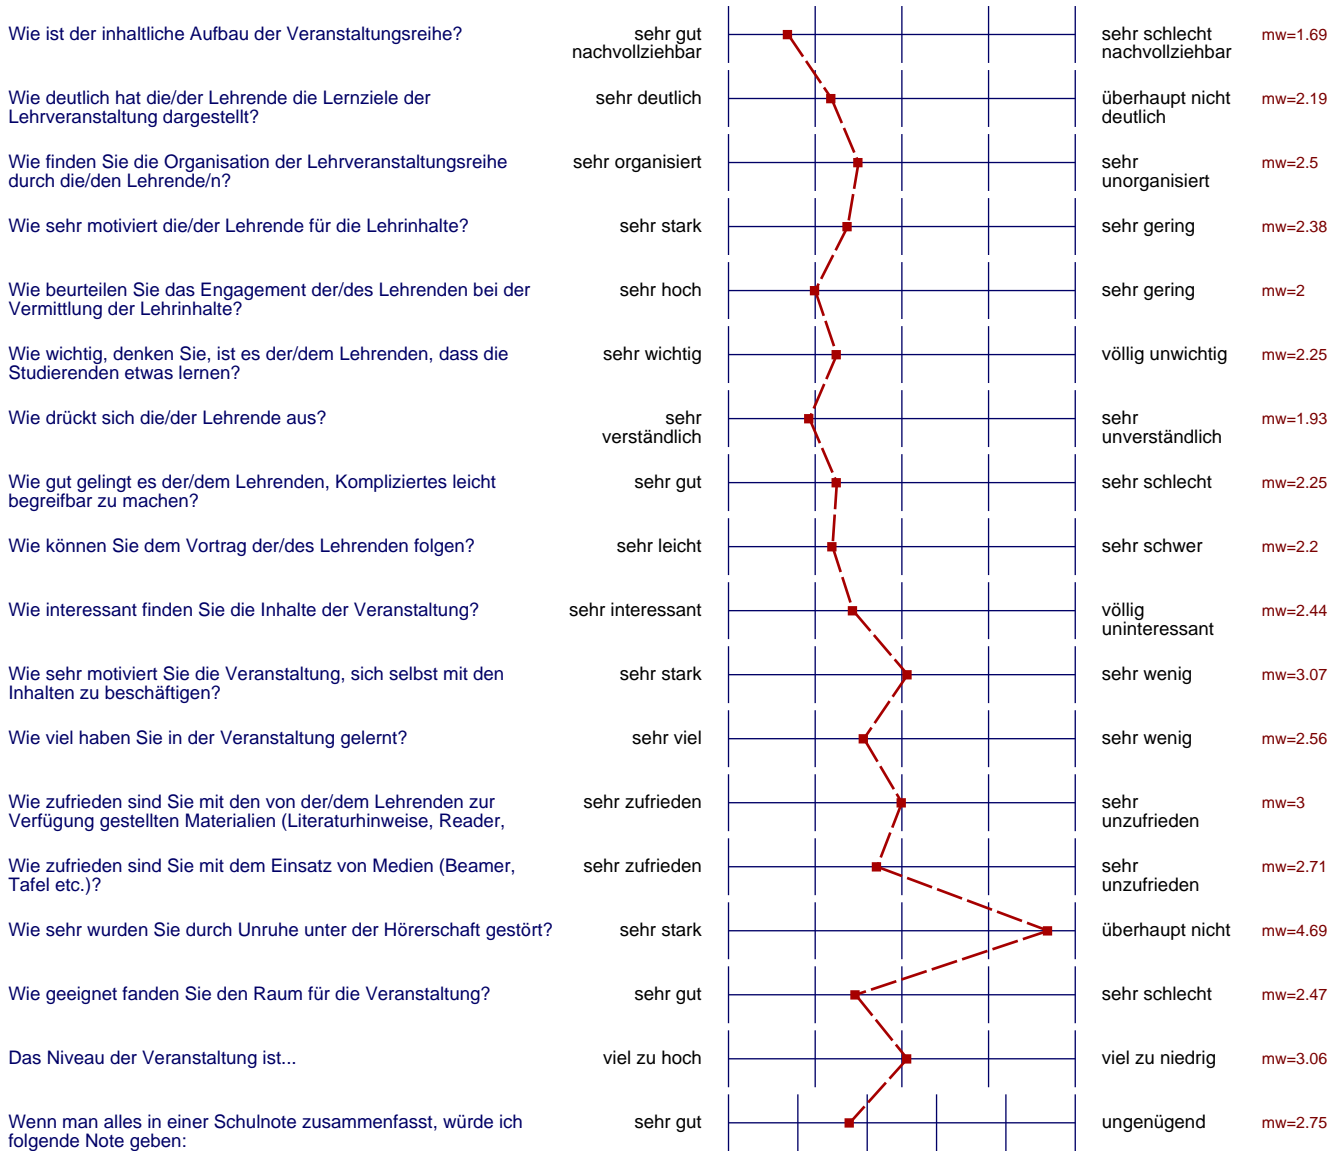 Wie ist der inhaltliche Aufbau der Veranstaltungsreihe?
sehr gut
nachvollziehbar
sehr schlecht
nachvollziehbar
mw=1.69
Wie deutlich hat die/der Lehrende die Lernziele der
Lehrveranstaltung dargestellt?
sehr deutlich
überhaupt nicht
deutlich
mw=2.19
Wie finden Sie die Organisation der Lehrveranstaltungsreihe
durch die/den Lehrende/n?
sehr organisiert
sehr
unorganisiert
mw=2.5
Wie sehr motiviert die/der Lehrende für die Lehrinhalte?
sehr stark
sehr gering
mw=2.38
Wie beurteilen Sie das Engagement der/des Lehrenden bei der
Vermittlung der Lehrinhalte?
sehr hoch
sehr gering
mw=2
Wie wichtig, denken Sie, ist es der/dem Lehrenden, dass die
Studierenden etwas lernen?
sehr wichtig
völlig unwichtig
mw=2.25
Wie drückt sich die/der Lehrende aus?
sehr
verständlich
sehr
unverständlich
mw=1.93
Wie gut gelingt es der/dem Lehrenden, Kompliziertes leicht
begreifbar zu machen?
sehr gut
sehr schlecht
mw=2.25
Wie können Sie dem Vortrag der/des Lehrenden folgen?
sehr leicht
sehr schwer
mw=2.2
Wie interessant finden Sie die Inhalte der Veranstaltung?
sehr interessant
völlig
uninteressant
mw=2.44
Wie sehr motiviert Sie die Veranstaltung, sich selbst mit den
Inhalten zu beschäftigen?
sehr stark
sehr wenig
mw=3.07
Wie viel haben Sie in der Veranstaltung gelernt?
sehr viel
sehr wenig
mw=2.56
Wie zufrieden sind Sie mit den von der/dem Lehrenden zur
Verfügung gestellten Materialien (Literaturhinweise, Reader,
sehr zufrieden
sehr
unzufrieden
mw=3
Wie zufrieden sind Sie mit dem Einsatz von Medien (Beamer,
Tafel etc.)?
sehr zufrieden
sehr
unzufrieden
mw=2.71
Wie sehr wurden Sie durch Unruhe unter der Hörerschaft gestört?
sehr stark
überhaupt nicht
mw=4.69
Wie geeignet fanden Sie den Raum für die Veranstaltung?
sehr gut
sehr schlecht
mw=2.47
Das Niveau der Veranstaltung ist...
viel zu hoch
viel zu niedrig
mw=3.06
Wenn man alles in einer Schulnote zusammenfasst, würde ich
folgende Note geben:
sehr gut
ungenügend
mw=2.75